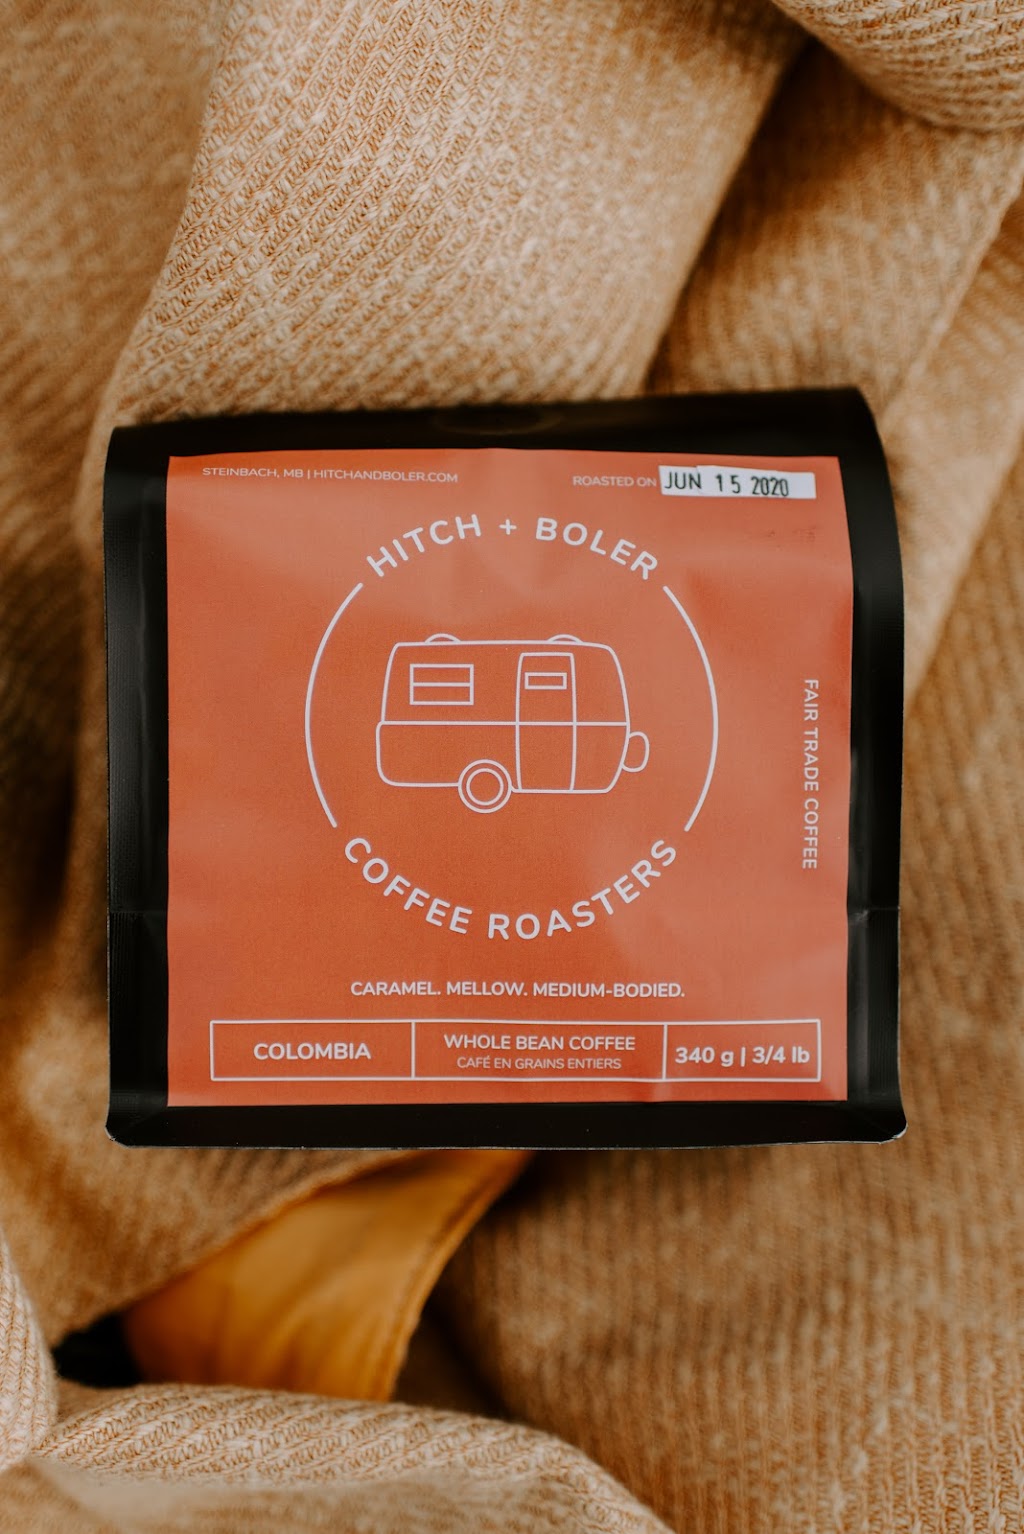 STEINBACH, MB | HITCHANDBOLER.COM
ROASTED ON JUN 15 2020
HITCH + BOLER
COFFEE ROASTERS
FAIR TRADE COFFEE
CARAMEL. MELLOW. MEDIUM-BODIED.
COLOMBIA
WHOLE BEAN COFFEE
CAFÉ EN GRAINS ENTIERS
340 g | 3/4 lb